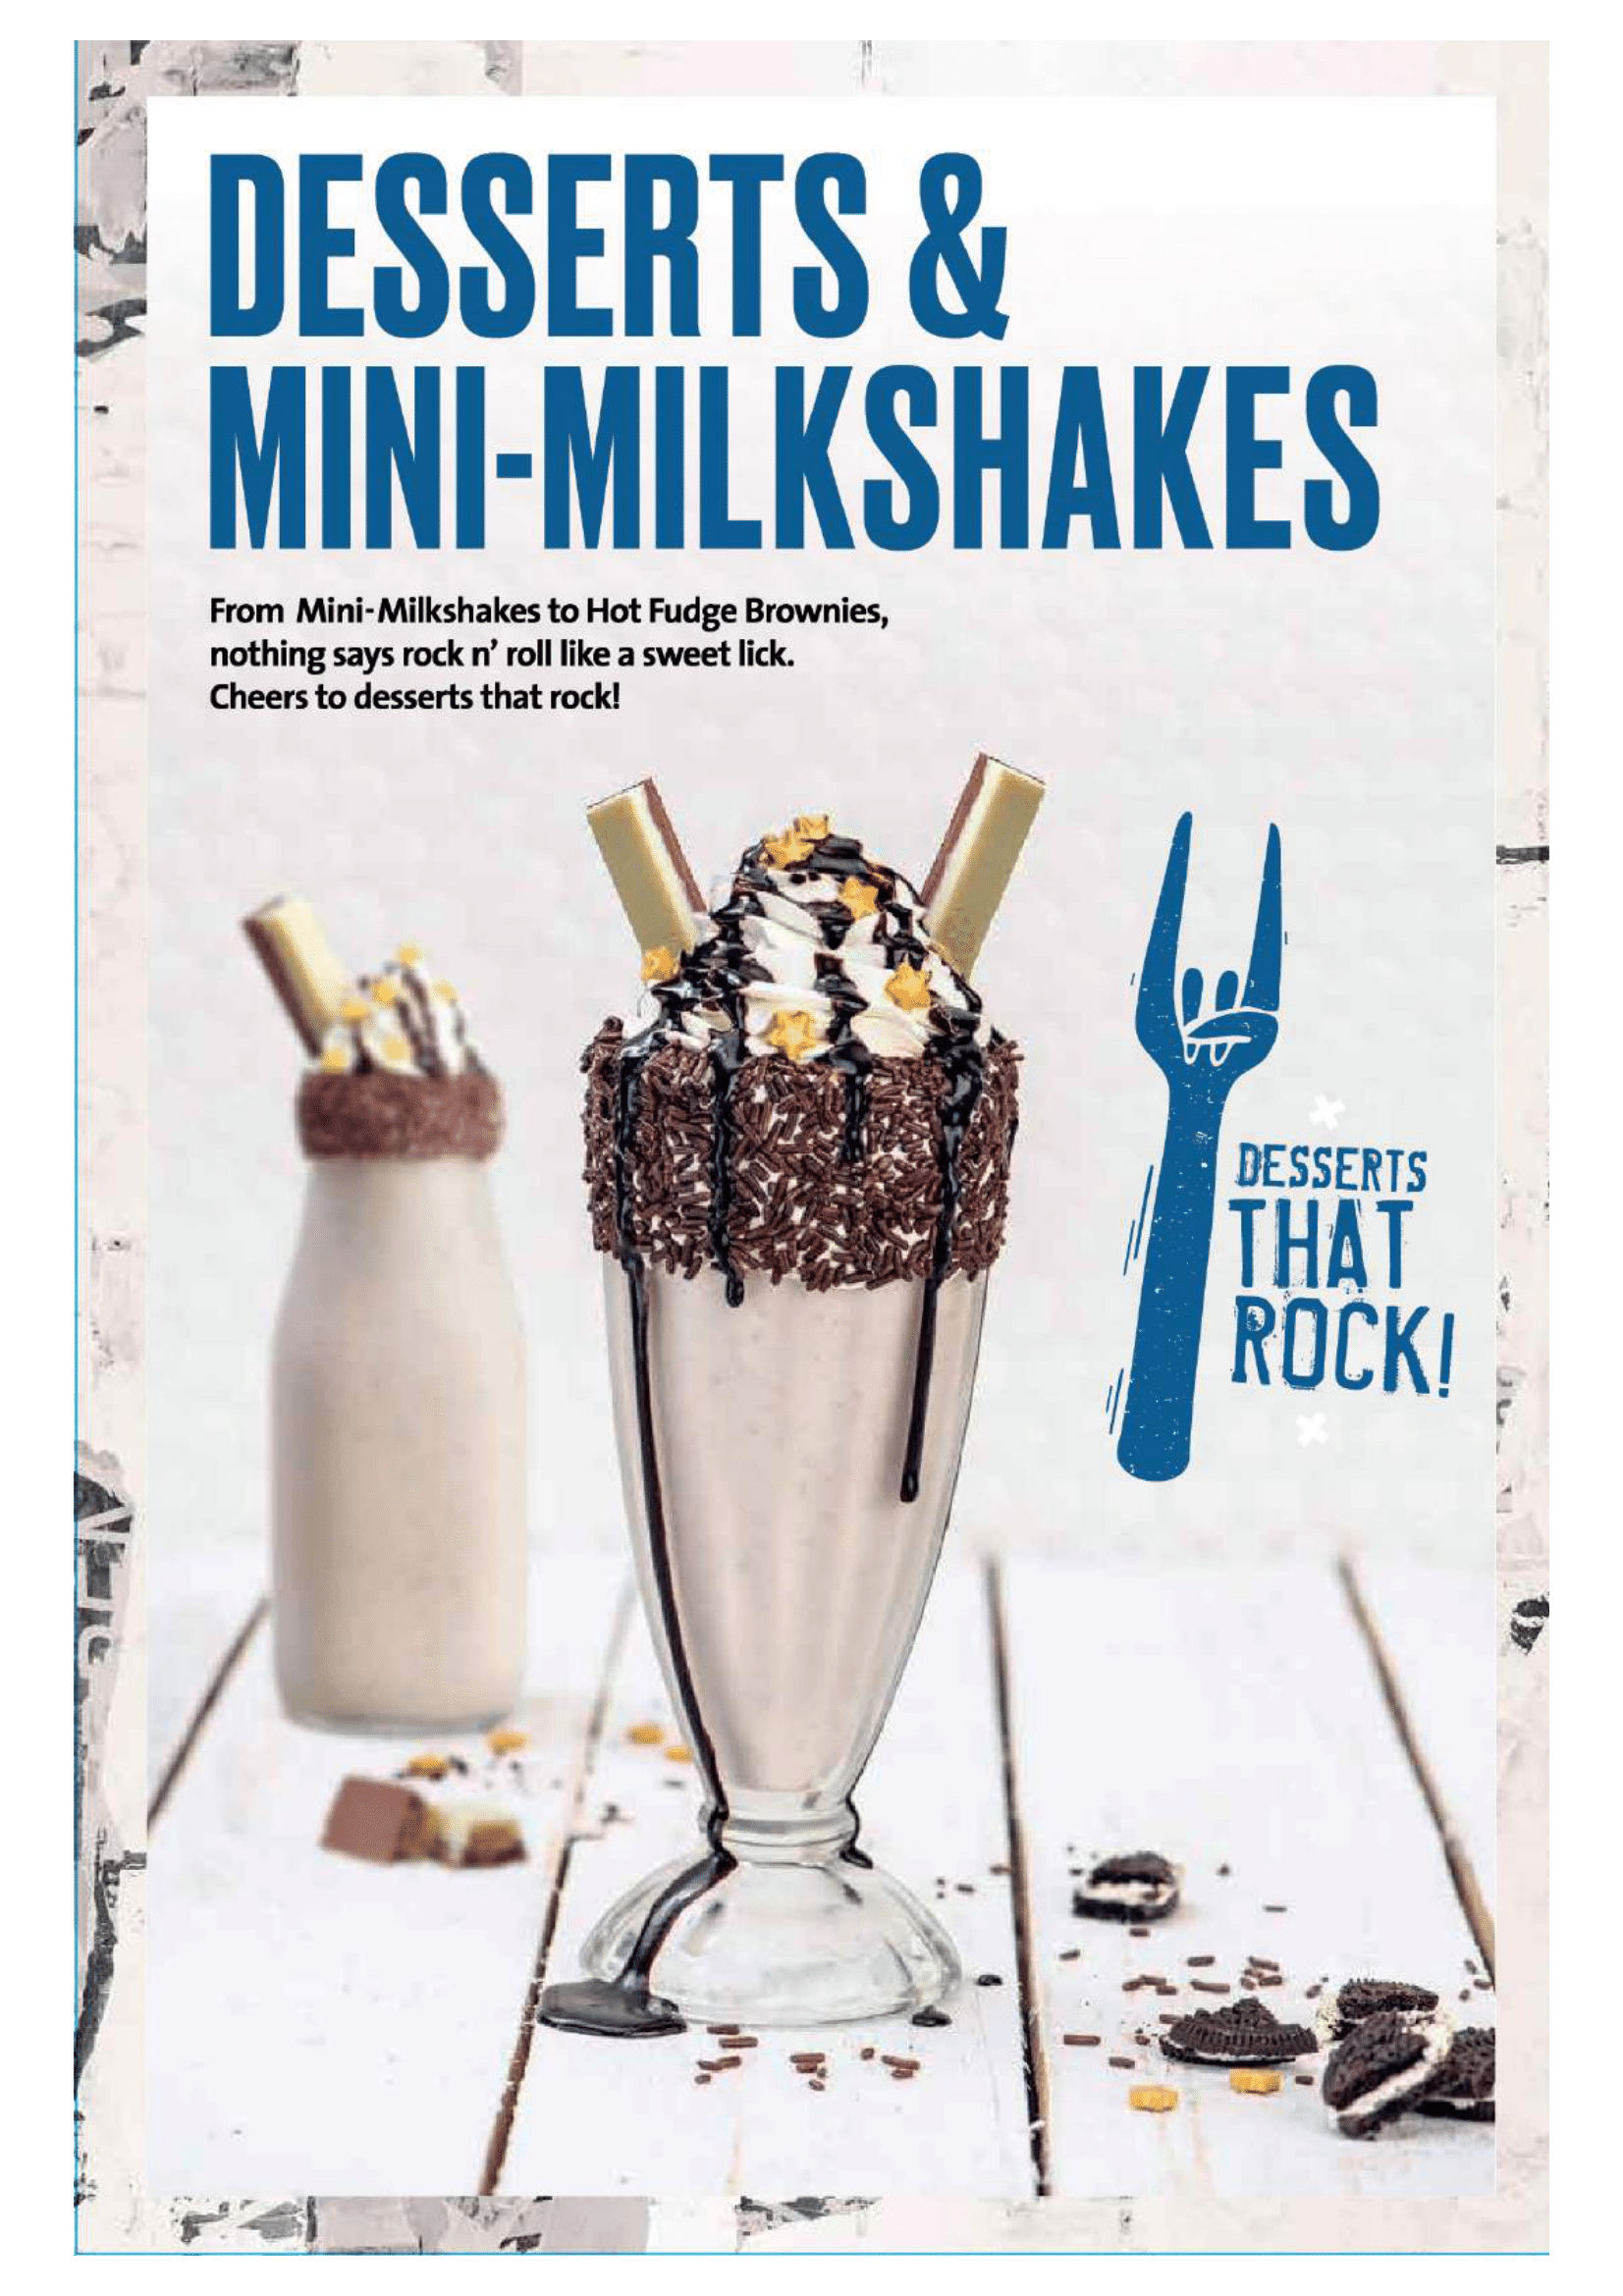 DESSERTS &
MINI-MILKSHAKES
From Mini-Milkshakes to Hot Fudge Brownies,
nothing says rock n' roll like a sweet lick.
Cheers to desserts that rock!
DESSERTS
THAT
ROCK!